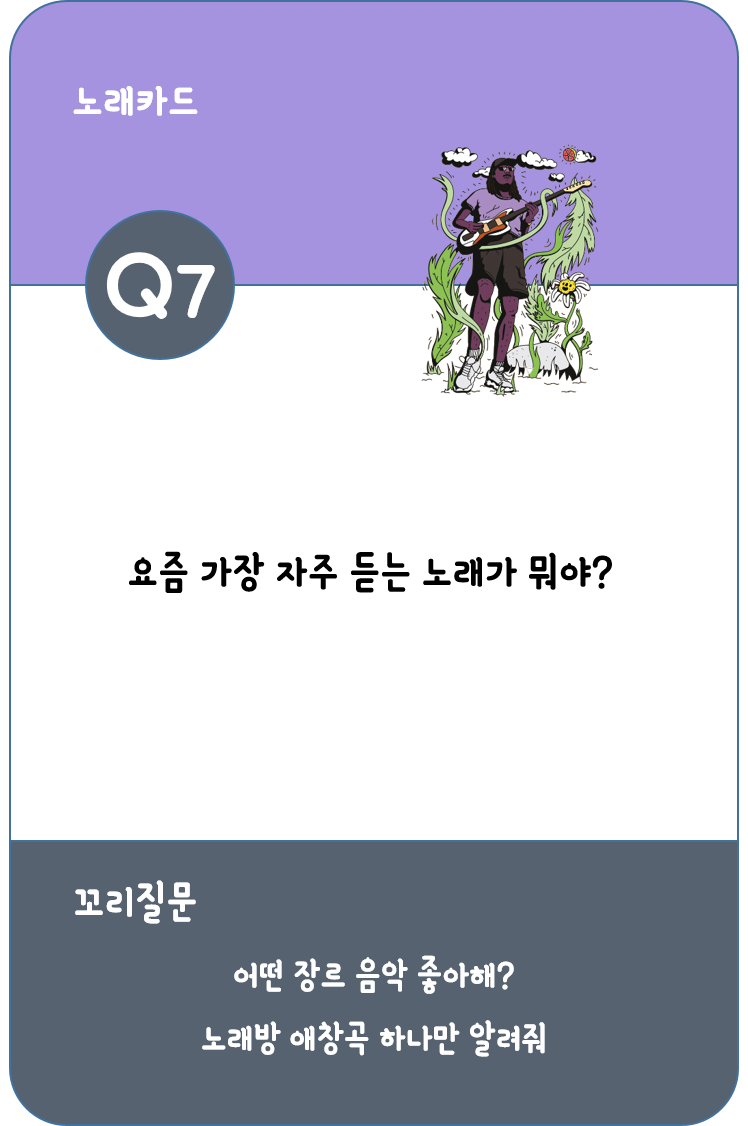 노래카드
Q7
요즘 가장 자주 듣는 노래가 뭐야?
꼬리질문
어떤 장르 음악 좋아해?
노래방 애창곡 하나만 알려줘